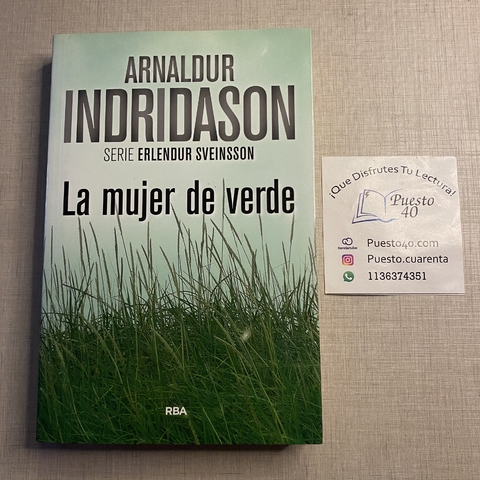 ARNALDUR
INDRIDASON
SERIE ERLENDUR SVEINSSON
La mujer de verde
RBA
¡Que Disfrutes Tu Lectura!
Puesto
40
Puesto40.com
Puesto.cuarenta
1136374351